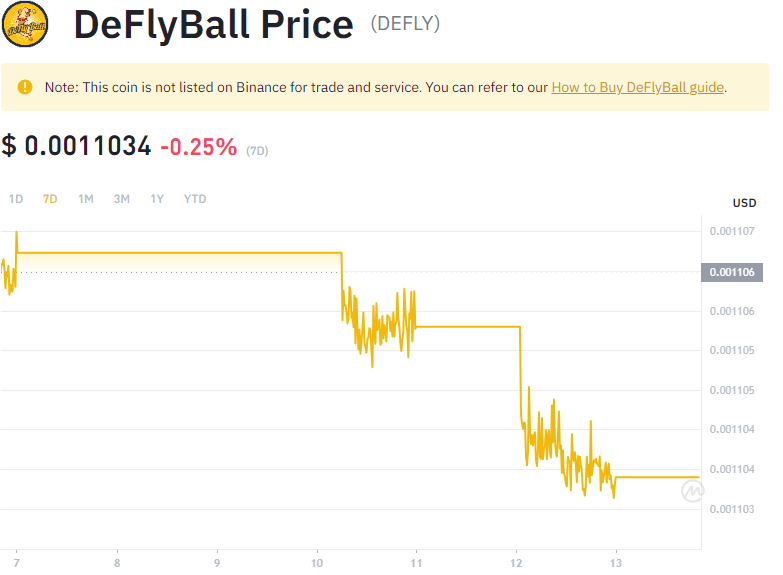 DeFlyBall
DeFlyBall Price (DEFLY)
Note: This coin is not listed on Binance for trade and service. You can refer to our How to Buy DeFlyBall guide.
$ 0.0011034 -0.25% (7D)
1D 7D 1M 3M 1Y YTD
USD
0.001107
0.001106
0.001106
0.001105
0.001105
0.001104
0.001104
0.001103
7 8 9 10 11 12 13